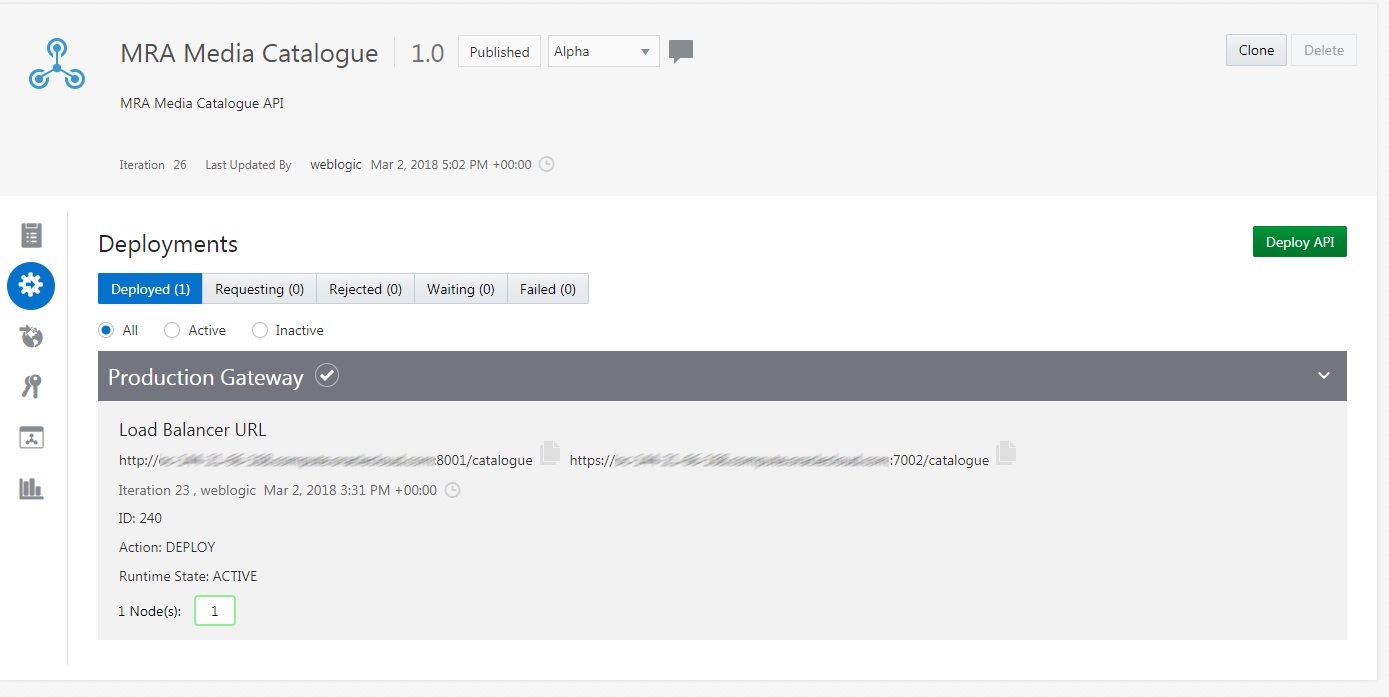 MRA Media Catalogue 1.0 Published Alpha Clone Delete
MRA Media Catalogue API
Iteration 26 Last Updated By weblogic Mar 2, 2018 5:02 PM +00:00
Deployments Deploy API
Deployed (1) Requesting (0) Rejected (0) Waiting (0) Failed (0)
All Active Inactive
Production Gateway
Load Balancer URL
http:// :8001/catalogue https:// :7002/catalogue
Iteration 23 , weblogic Mar 2, 2018 3:31 PM +00:00
ID: 240
Action: DEPLOY
Runtime State: ACTIVE
1 Node(s): 1